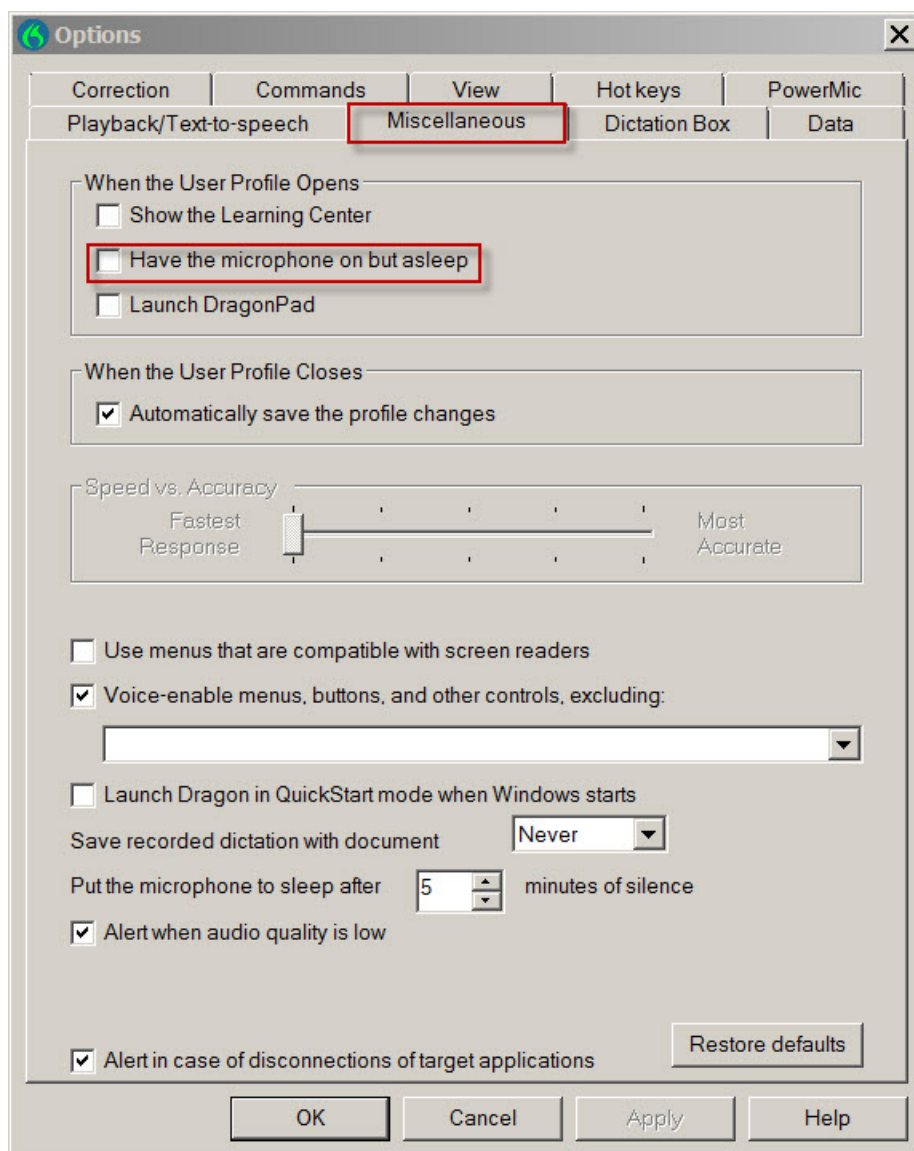 Options
Correction Commands View Hot keys PowerMic
Playback/Text-to-speech Miscellaneous Dictation Box Data
When the User Profile Opens
Show the Learning Center
Have the microphone on but asleep
Launch DragonPad
When the User Profile Closes
Automatically save the profile changes
Speed vs. Accuracy
Fastest Response
Most Accurate
Use menus that are compatible with screen readers
Voice-enable menus, buttons, and other controls, excluding:
Launch Dragon in QuickStart mode when Windows starts
Save recorded dictation with document Never
Put the microphone to sleep after 5 minutes of silence
Alert when audio quality is low
Restore defaults
Alert in case of disconnections of target applications
OK Cancel Apply Help